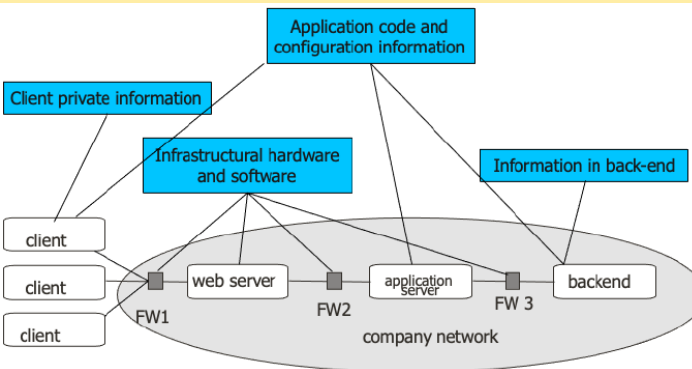 Application code and
configuration information
Client private information
Infrastructural hardware
and software
Information in back-end
client
client
client
web server
application
server
backend
FW1
FW2
FW 3
company network